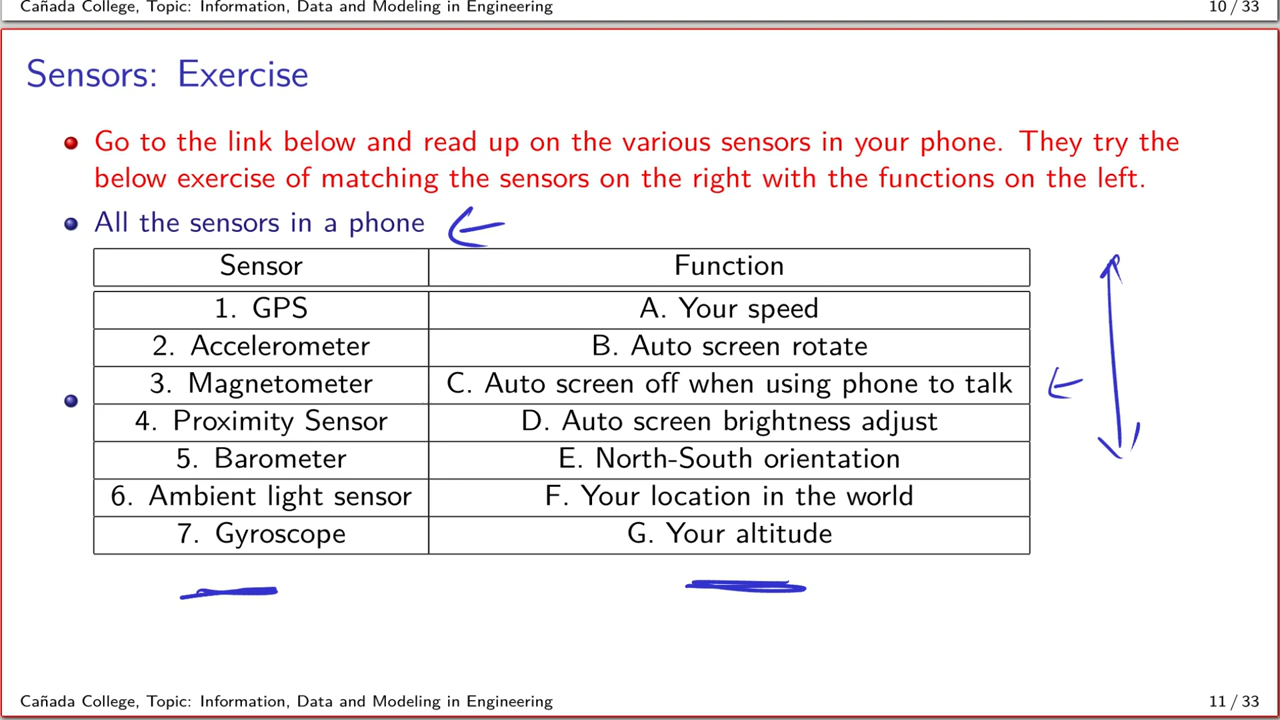 Cañada College, Topic: Information, Data and Modeling in Engineering 10 / 33
Sensors: Exercise
Go to the link below and read up on the various sensors in your phone. They try the
below exercise of matching the sensors on the right with the functions on the left.
All the sensors in a phone
Sensor Function
1. GPS A. Your speed
2. Accelerometer B. Auto screen rotate
3. Magnetometer C. Auto screen off when using phone to talk
4. Proximity Sensor D. Auto screen brightness adjust
5. Barometer E. North-South orientation
6. Ambient light sensor F. Your location in the world
7. Gyroscope G. Your altitude
Cañada College, Topic: Information, Data and Modeling in Engineering 11 / 33